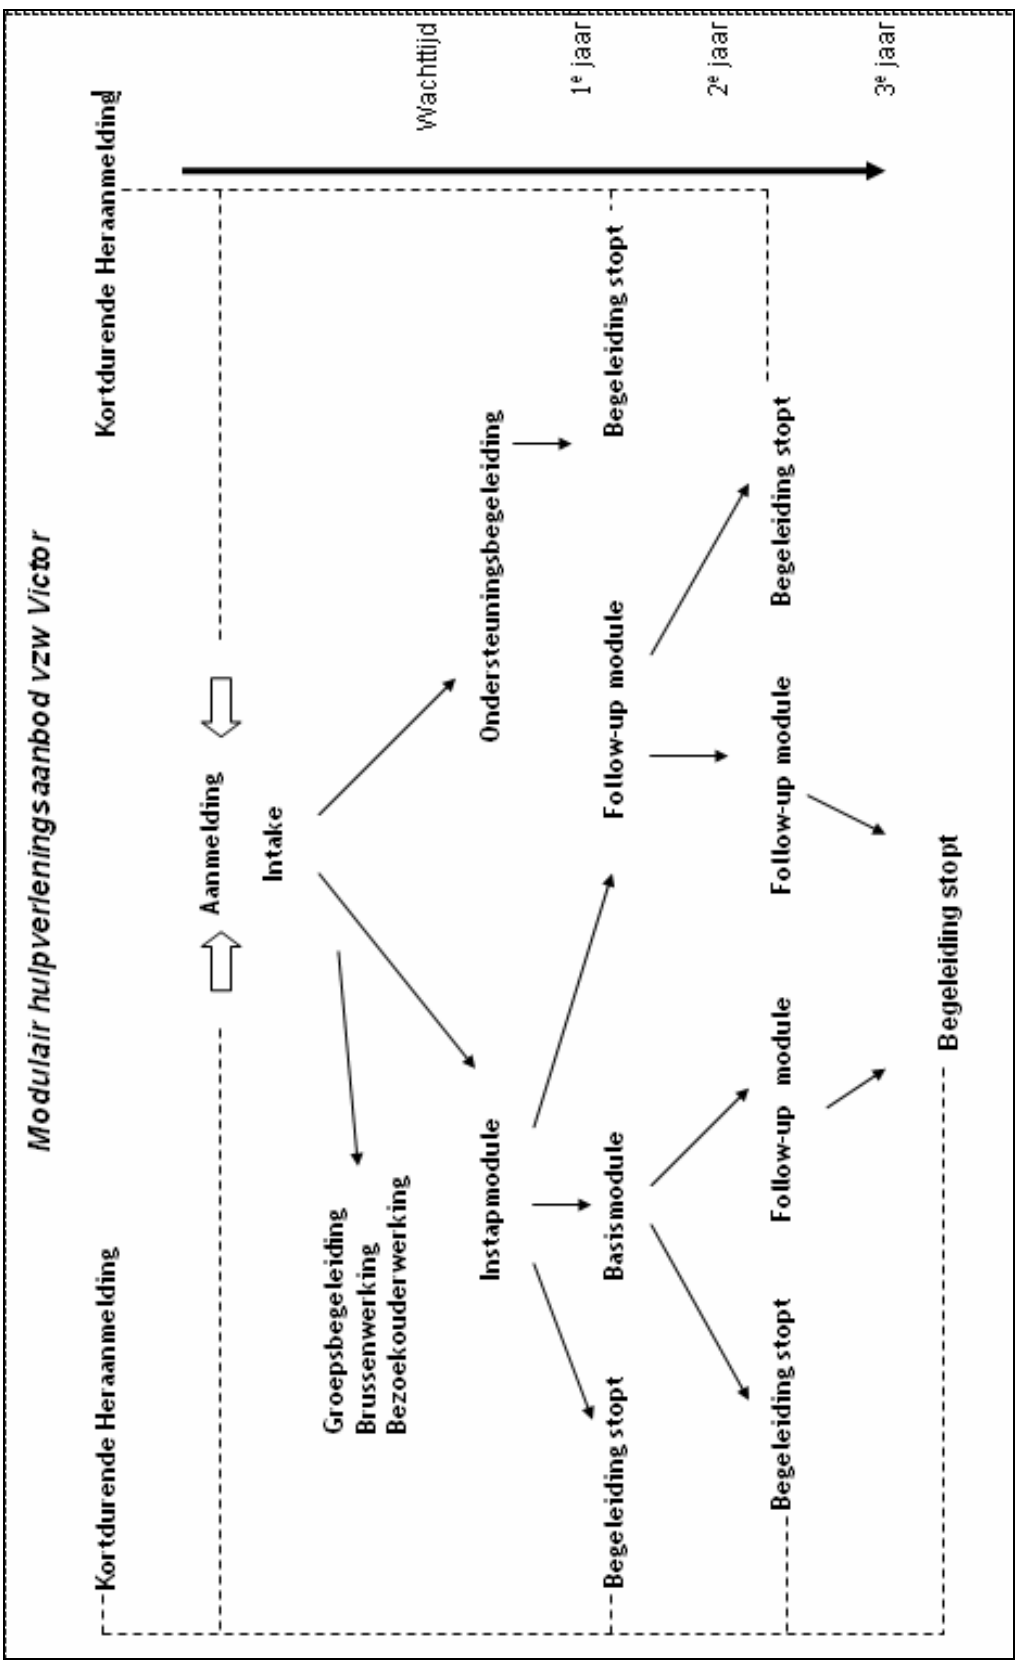 Modulair hulpverleningsaanbod vzw Victor
Kortdurende Heraanmelding
Kortdurende Heraanmelding
Aanmelding
Intake
Groepsbegeleiding
Brussenwerking
Bezoekouderwerking
Wachttijd
Instapmodule
Ondersteuningsbegeleiding
1e jaar
Begeleiding stopt
Basismodule
Follow-up module
Begeleiding stopt
2e jaar
Begeleiding stopt
Follow-up module
Follow-up module
Begeleiding stopt
3e jaar
Begeleiding stopt